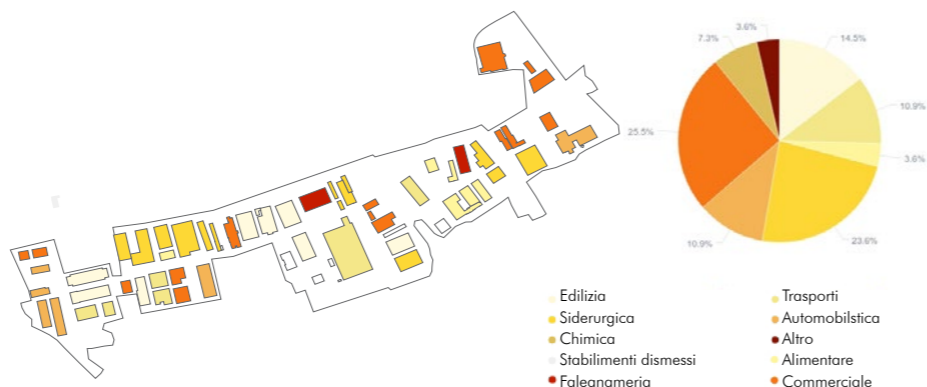 3.6%
7.3%
14.5%
10.9%
25.5%
3.6%
10.9%
23.6%
Edilizia
Siderurgica
Chimica
Stabilimenti dismessi
Falegnameria
Trasporti
Automobilstica
Altro
Alimentare
Commerciale